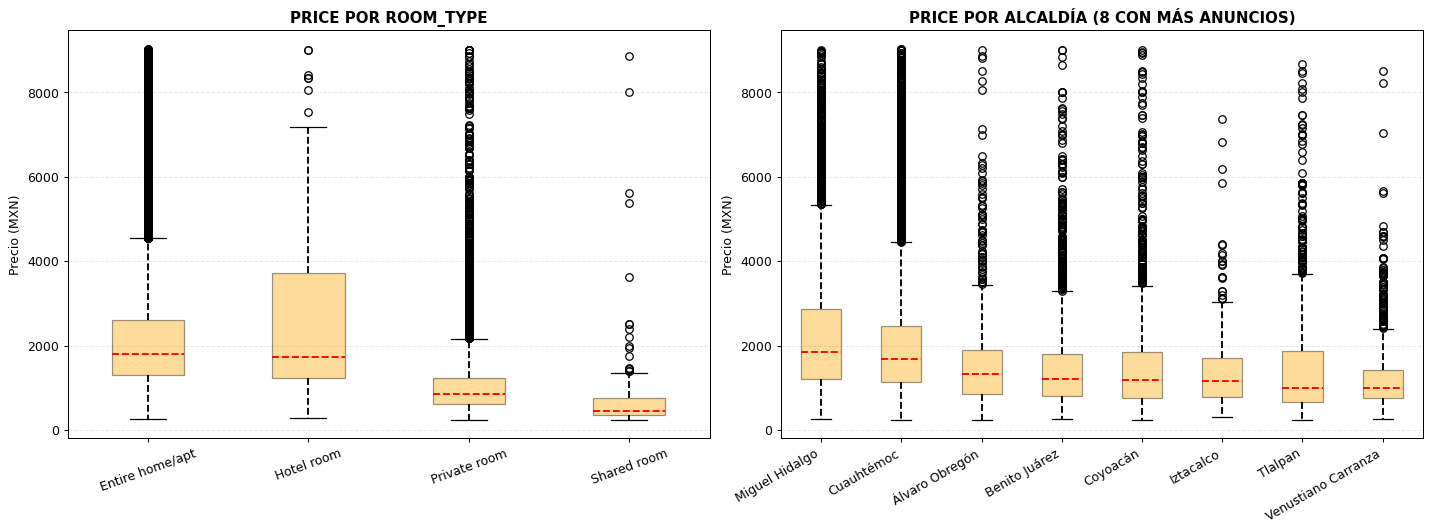 PRICE POR ROOM_TYPE
Precio (MXN)
8000
6000
4000
2000
0
Entire home/apt
Hotel room
Private room
Shared room
PRICE POR ALCALDÍA (8 CON MÁS ANUNCIOS)
Precio (MXN)
8000
6000
4000
2000
0
Miguel Hidalgo
Cuauhtémoc
Álvaro Obregón
Benito Juárez
Coyoacán
Iztacalco
Tlalpan
Venustiano Carranza